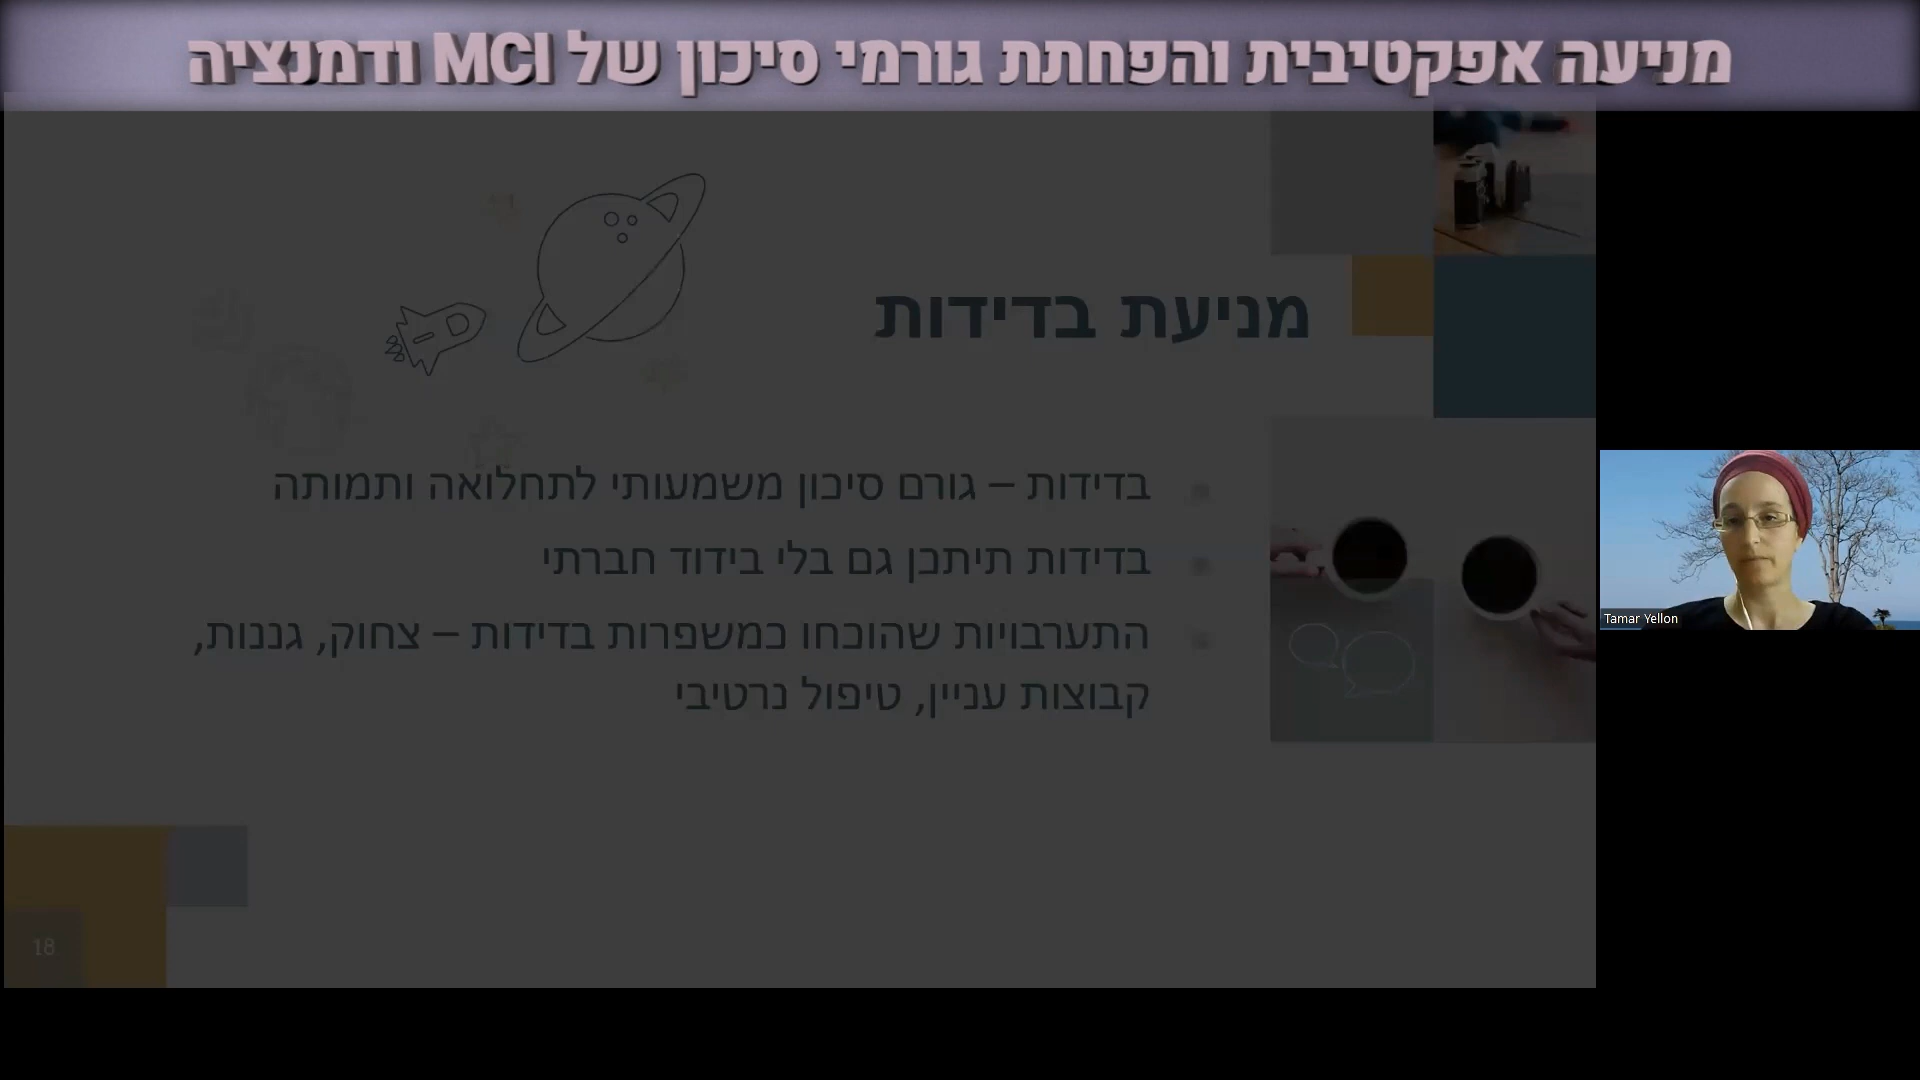 מניעה אפקטיבית והפחתת גורמי סיכון של MCI ודמנציה
מניעת בדידות
בדידות – גורם סיכון משמעותי לתחלואה ותמותה
בדידות תיתכן גם בלי בידוד חברתי
התערבויות שהוכחו כמשפרות בדידות – צחוק, גננות,
קבוצות עניין, טיפול נרטיבי
Tamar Yellon
18